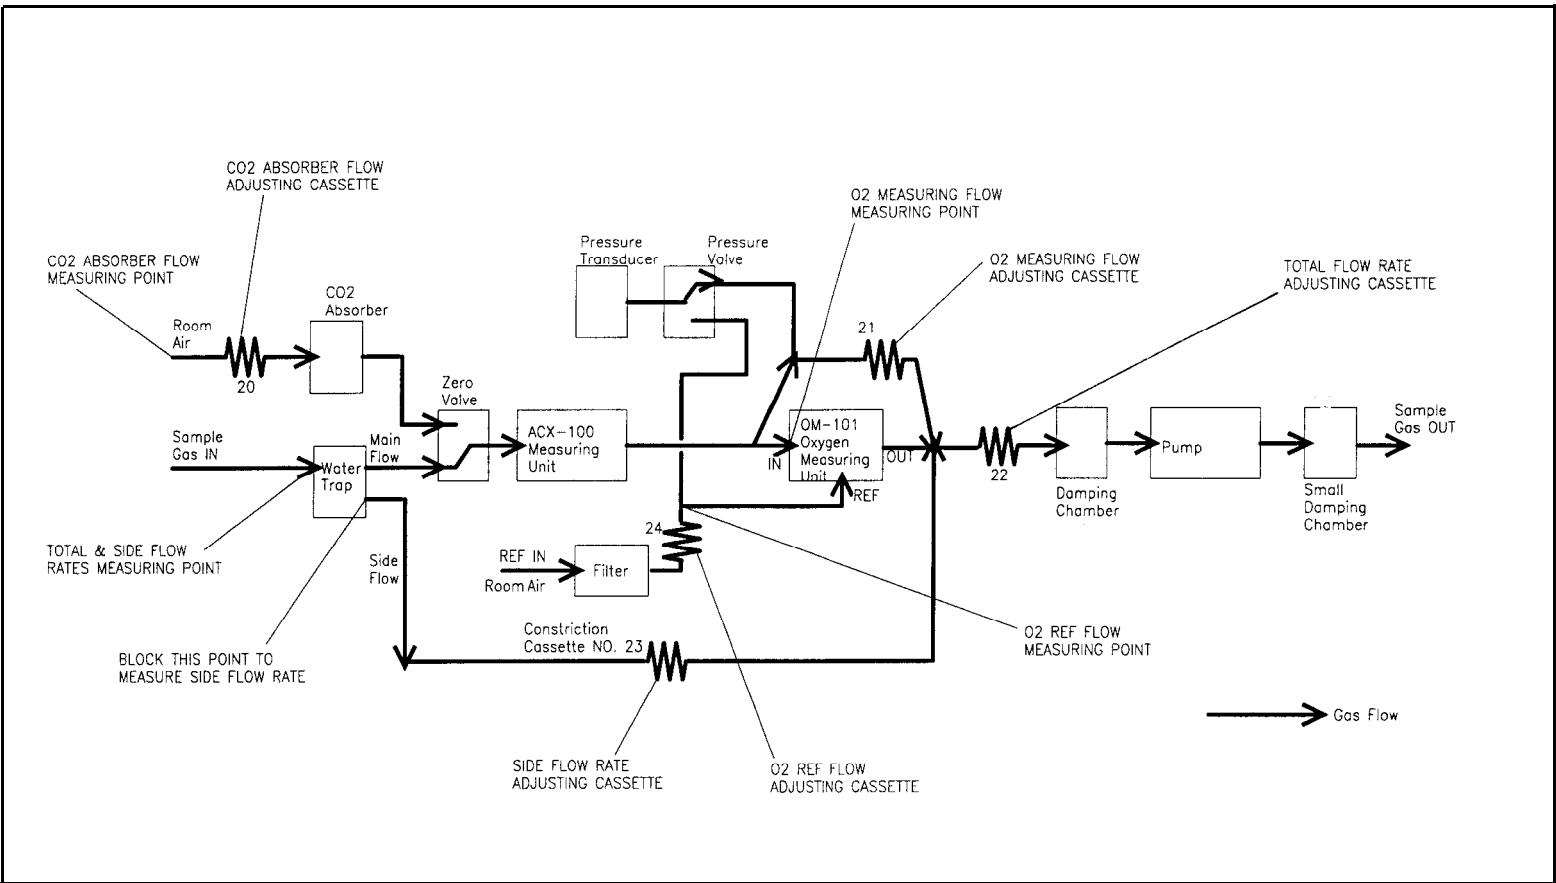 CO2 ABSORBER FLOW
ADJUSTING CASSETTE
O2 MEASURING FLOW
MEASURING POINT
CO2 ABSORBER FLOW
MEASURING POINT
Pressure
Transducer
Pressure
Valve
O2 MEASURING FLOW
ADJUSTING CASSETTE
TOTAL FLOW RATE
ADJUSTING CASSETTE
CO2
Absorber
Room
Air
20
21
Zero
Valve
Sample
Gas IN
Main
Flow
Water
Trap
ACX-100
Measuring
Unit
IN
OM-101
Oxygen
Measuring
Unit
OUT
REF
22
Damping
Chamber
Pump
Small
Damping
Chamber
Sample
Gas OUT
TOTAL & SIDE FLOW
RATES MEASURING POINT
Side
Flow
24
REF IN
Room Air
Filter
Constriction
Cassette NO. 23
O2 REF FLOW
MEASURING POINT
BLOCK THIS POINT TO
MEASURE SIDE FLOW RATE
Gas Flow
SIDE FLOW RATE
ADJUSTING CASSETTE
O2 REF FLOW
ADJUSTING CASSETTE